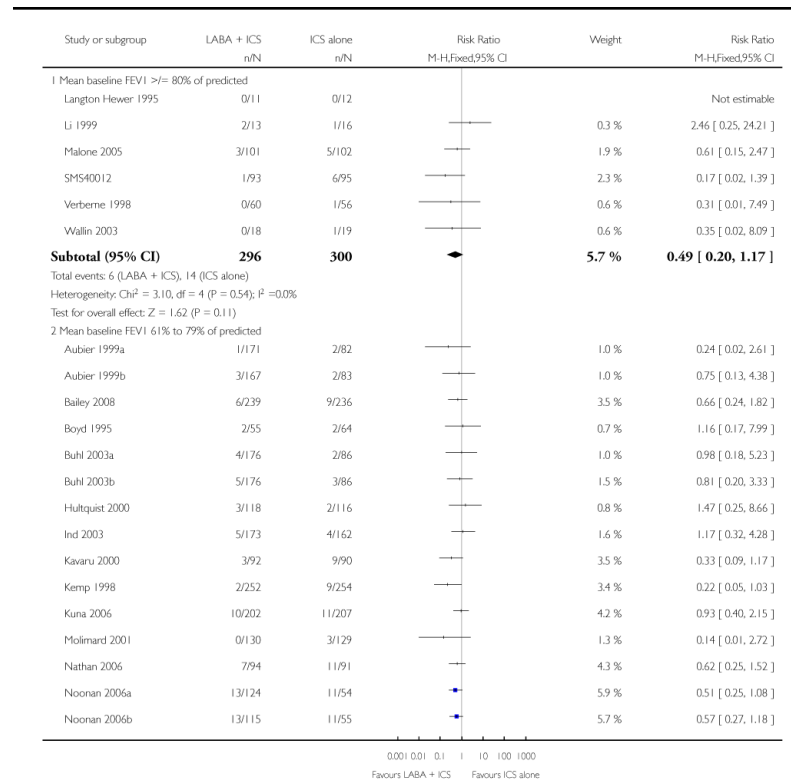 Study or subgroup LABA + ICS ICS alone Risk Ratio Weight Risk Ratio
n/N n/N M-H,Fixed,95% CI M-H,Fixed,95% CI
1 Mean baseline FEV1 >/= 80% of predicted
Langton Hewer 1995 0/11 0/12 Not estimable
Li 1999 2/13 1/16 0.3 % 2.46 [ 0.25, 24.21 ]
Malone 2005 3/101 5/102 1.9 % 0.61 [ 0.15, 2.47 ]
SMS40012 1/93 6/95 2.3 % 0.17 [ 0.02, 1.39 ]
Verberne 1998 0/60 1/56 0.6 % 0.31 [ 0.01, 7.49 ]
Wallin 2003 0/18 1/19 0.6 % 0.35 [ 0.02, 8.09 ]
Subtotal (95% CI) 296 300 5.7 % 0.49 [ 0.20, 1.17 ]
Total events: 6 (LABA + ICS), 14 (ICS alone)
Heterogeneity: Chi² = 3.10, df = 4 (P = 0.54); I² =0.0%
Test for overall effect: Z = 1.62 (P = 0.11)
2 Mean baseline FEV1 61% to 79% of predicted
Aubier 1999a 1/171 2/82 1.0 % 0.24 [ 0.02, 2.61 ]
Aubier 1999b 3/167 2/83 1.0 % 0.75 [ 0.13, 4.38 ]
Bailey 2008 6/239 9/236 3.5 % 0.66 [ 0.24, 1.82 ]
Boyd 1995 2/55 2/64 0.7 % 1.16 [ 0.17, 7.99 ]
Buhl 2003a 4/176 2/86 1.0 % 0.98 [ 0.18, 5.23 ]
Buhl 2003b 5/176 3/86 1.5 % 0.81 [ 0.20, 3.33 ]
Hultquist 2000 3/118 2/116 0.8 % 1.47 [ 0.25, 8.66 ]
Ind 2003 5/173 4/162 1.6 % 1.17 [ 0.32, 4.28 ]
Kavaru 2000 3/92 9/90 3.5 % 0.33 [ 0.09, 1.17 ]
Kemp 1998 2/252 9/254 3.4 % 0.22 [ 0.05, 1.03 ]
Kuna 2006 10/202 11/207 4.2 % 0.93 [ 0.40, 2.15 ]
Molimard 2001 0/130 3/129 1.3 % 0.14 [ 0.01, 2.72 ]
Nathan 2006 7/94 11/91 4.3 % 0.62 [ 0.25, 1.52 ]
Noonan 2006a 13/124 11/54 5.9 % 0.51 [ 0.25, 1.08 ]
Noonan 2006b 13/115 11/55 5.7 % 0.57 [ 0.27, 1.18 ]
0.001 0.01 0.1 1 10 100 1000
Favours LABA + ICS Favours ICS alone